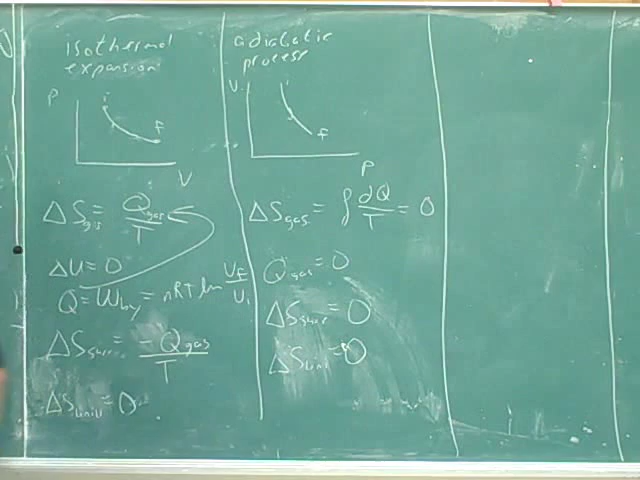 isothermal
expansion
P
i
f
V
ΔS_gas = Q_gas / T
ΔU = 0
Q = W_by = nRT ln V_f / V_i
ΔS_surr = -Q_gas / T
ΔS_univ = 0
adiabatic
process
V
i
f
P
ΔS_gas = ∫ dQ / T = 0
Q_gas = 0
ΔS_surr = 0
ΔS_univ = 0